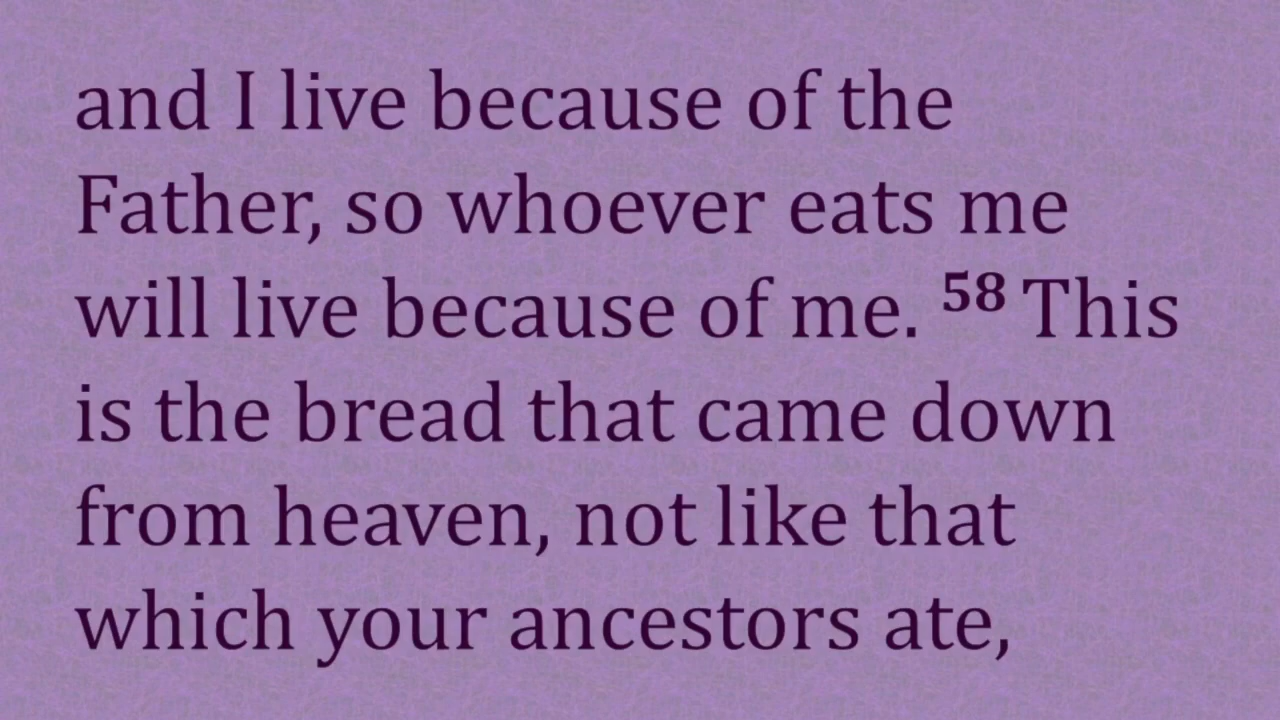 and I live because of the
Father, so whoever eats me
will live because of me. 58 This
is the bread that came down
from heaven, not like that
which your ancestors ate,